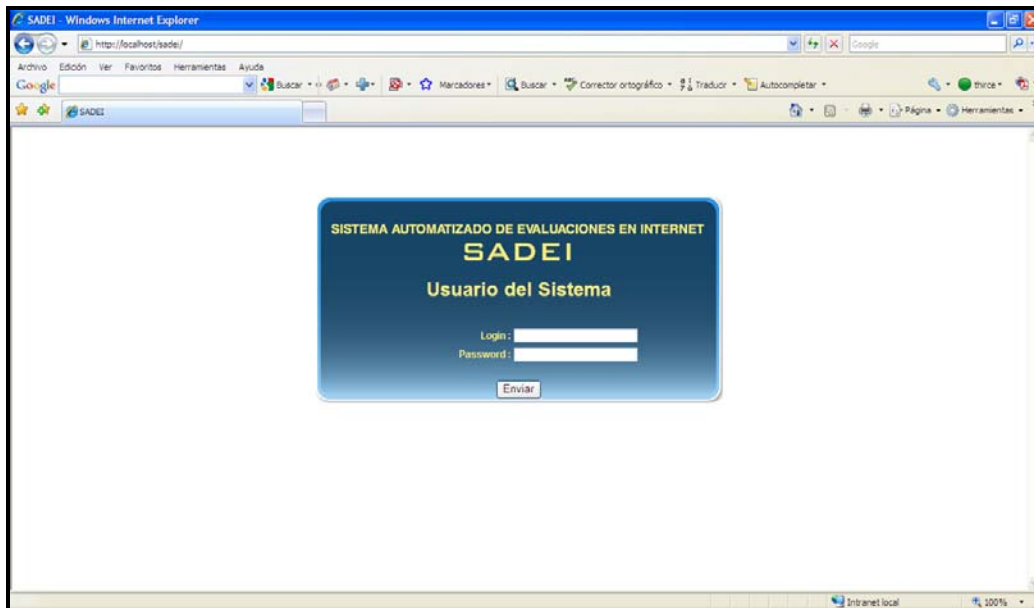 SADEI - Windows Internet Explorer
http://localhost/sadei/ Google
Archivo Edición Ver Favoritos Herramientas Ayuda
Google Buscar Marcadores Buscar Corrector ortográfico Traducir Autocompletar thirce
SADEI Página Herramientas
SISTEMA AUTOMATIZADO DE EVALUACIONES EN INTERNET
SADEI
Usuario del Sistema
Login :
Password :
Enviar
Intranet local 100%